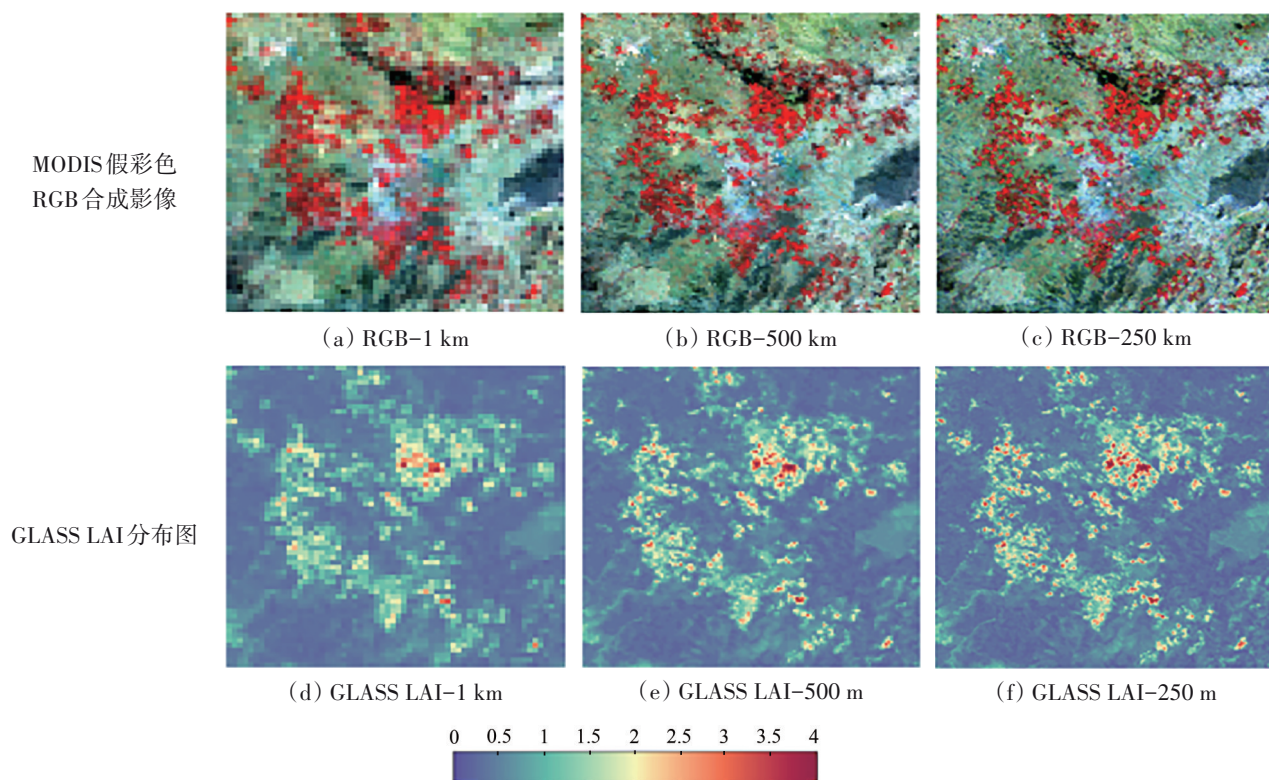 MODIS假彩色
RGB合成影像
(a) RGB-1 km
(b) RGB-500 km
(c) RGB-250 km
GLASS LAI分布图
(d) GLASS LAI-1 km
(e) GLASS LAI-500 m
(f) GLASS LAI-250 m
0 0.5 1 1.5 2 2.5 3 3.5 4